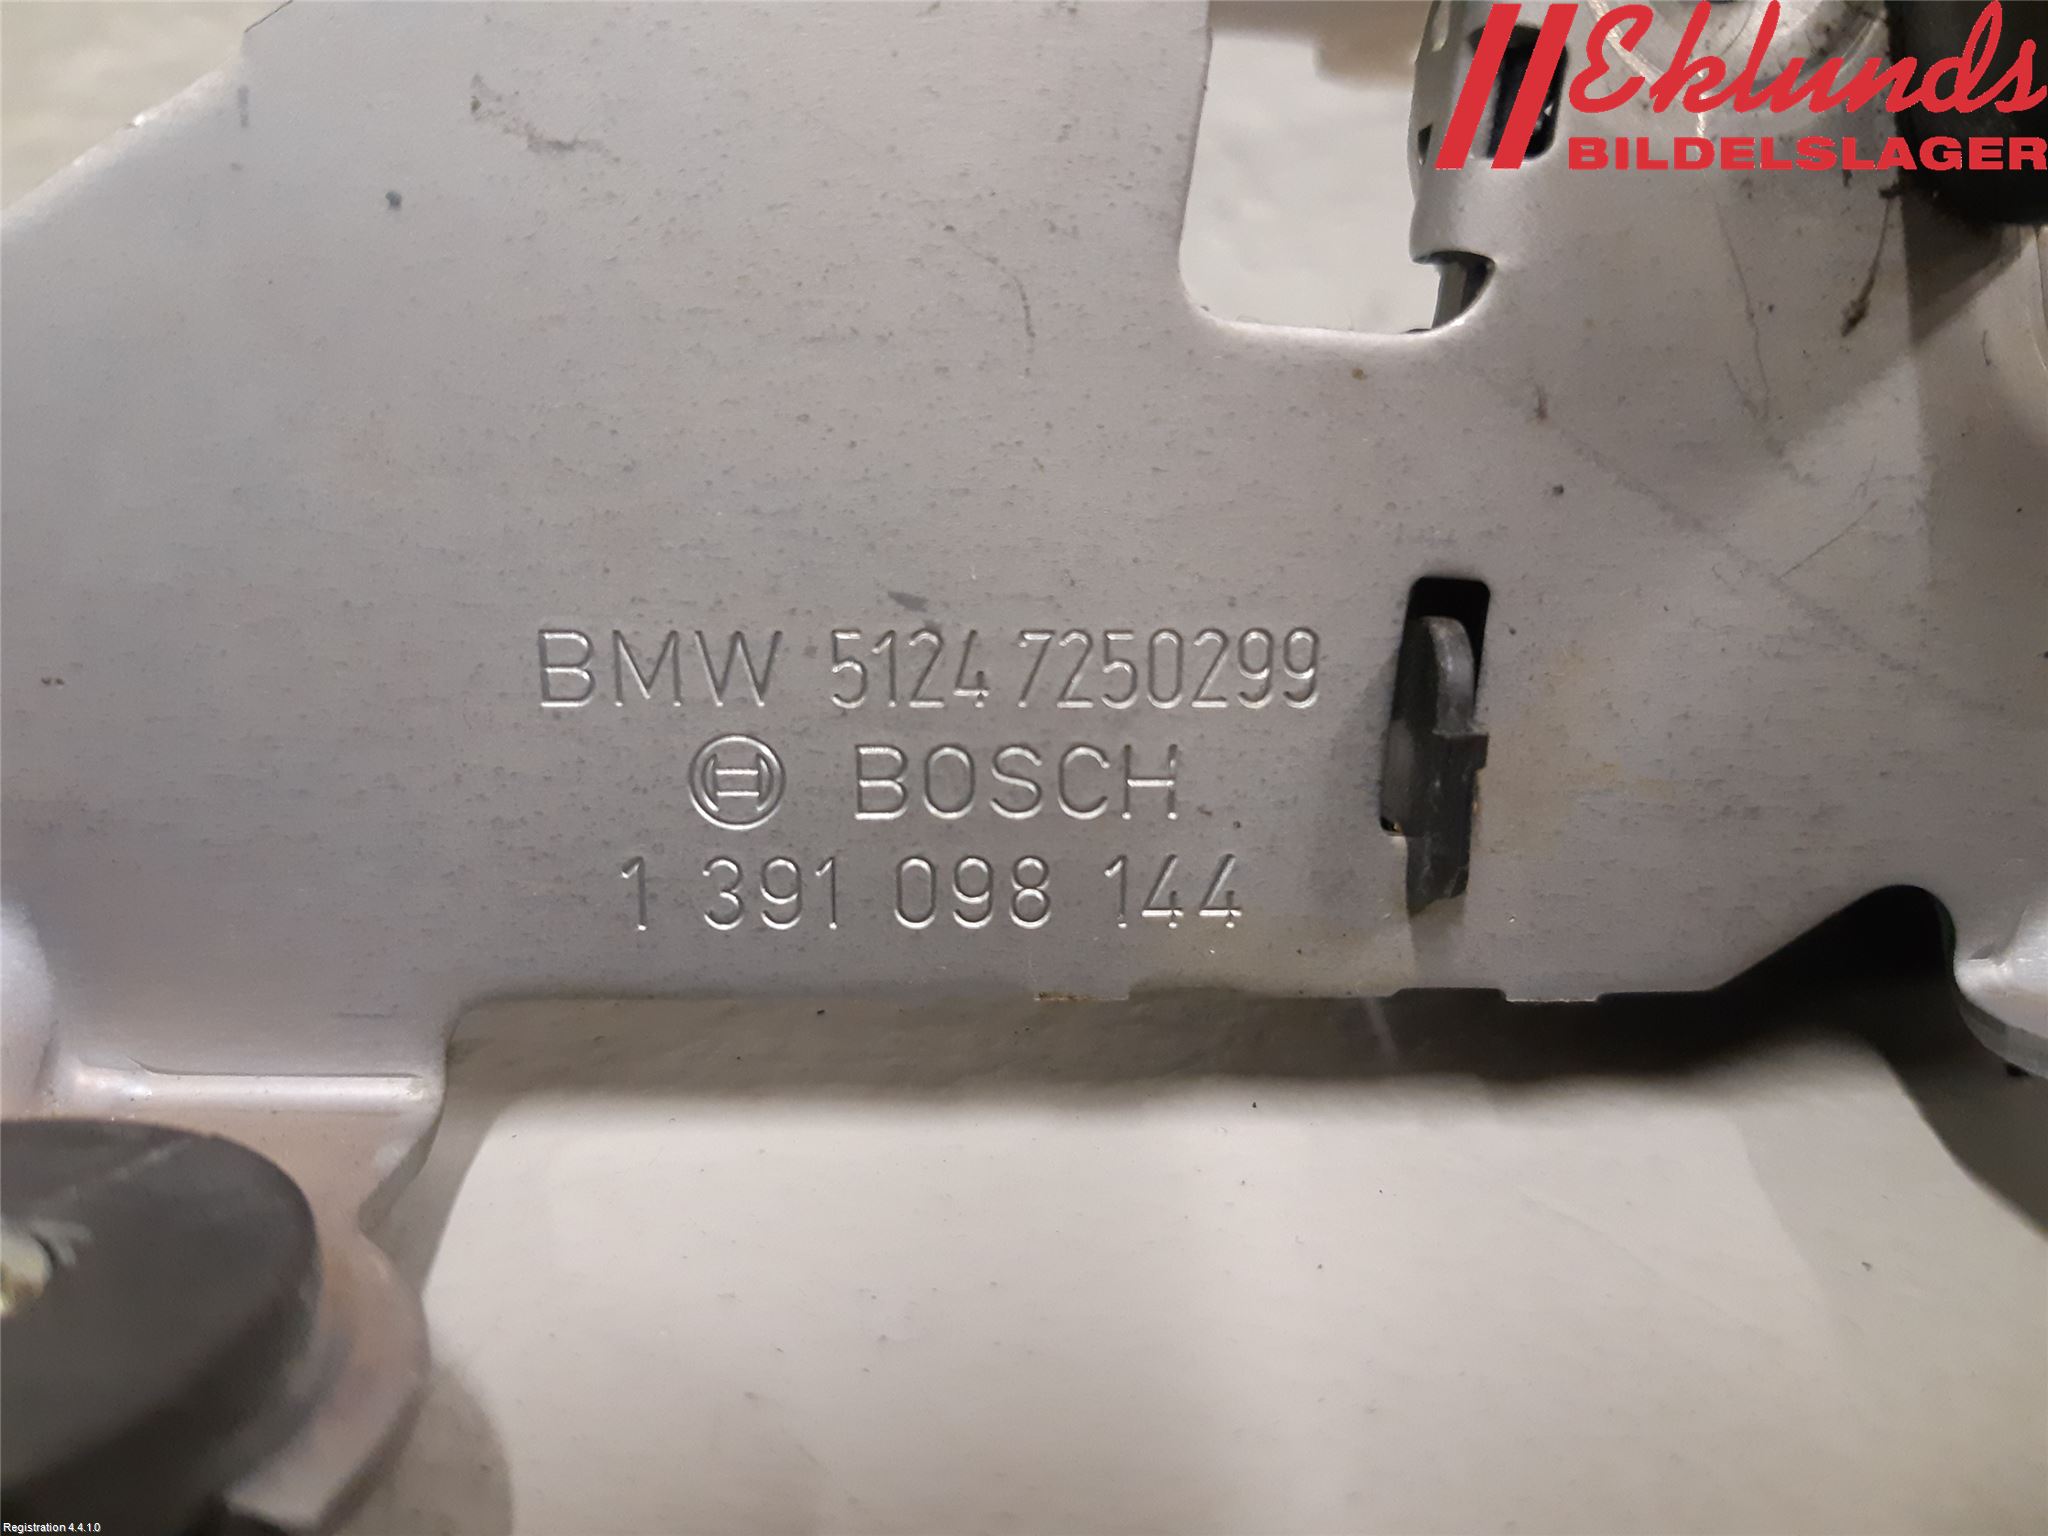 Eklunds
BILDELSLAGER
BMW 5124 7250299
BOSCH
1 391 098 144
Registration 4.4.1.0